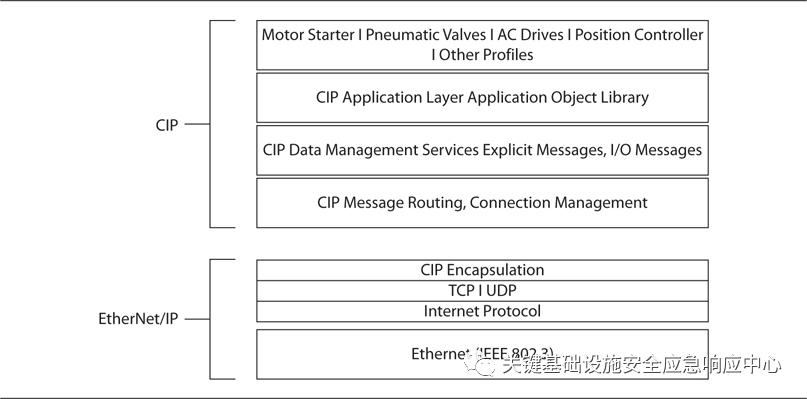 Motor Starter I Pneumatic Valves I AC Drives I Position Controller
I Other Profiles
CIP Application Layer Application Object Library
CIP
CIP Data Management Services Explicit Messages, I/O Messages
CIP Message Routing, Connection Management
CIP Encapsulation
TCP I UDP
EtherNet/IP
Internet Protocol
Ethernet (IEEE 802.3)
关键基础设施安全应急响应中心